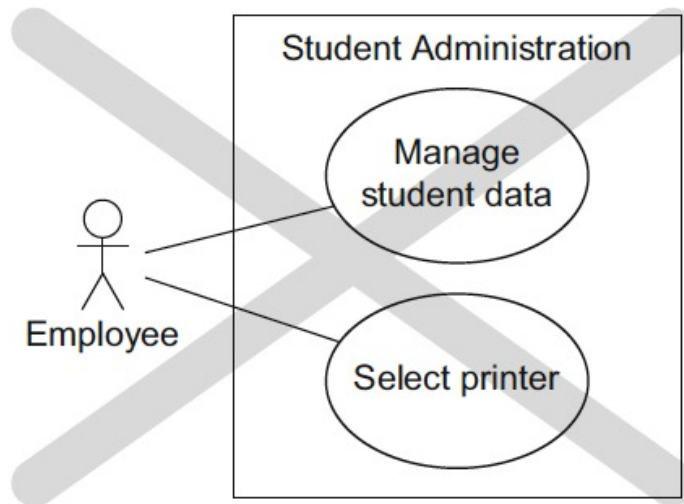 Student Administration
Manage
student data
Employee
Select printer